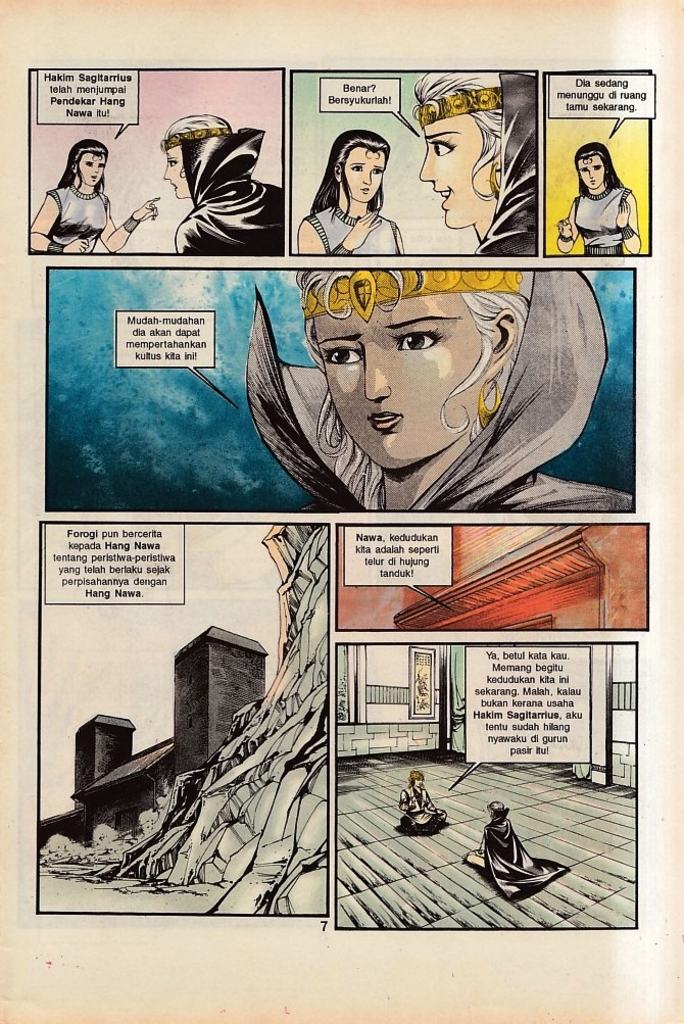 Hakim Sagitarrius
telah menjumpai
Pendekar Hang
Nawa itu!
Benar?
Bersyukurlah!
Dia sedang
menunggu di ruang
tamu sekarang.
Mudah-mudahan
dia akan dapat
mempertahankan
kultus kita ini!
Forogi pun bercerita
kepada Hang Nawa
tentang peristiwa-peristiwa
yang telah berlaku sejak
perpisahannya dengan
Hang Nawa.
Nawa, kedudukan
kita adalah seperti
telur di hujung
tanduk!
Ya, betul kata kau.
Memang begitu
kedudukan kita ini
sekarang. Malah, kalau
bukan kerana usaha
Hakim Sagitarrius, aku
tentu sudah hilang
nyawaku di gurun
pasir itu!
7